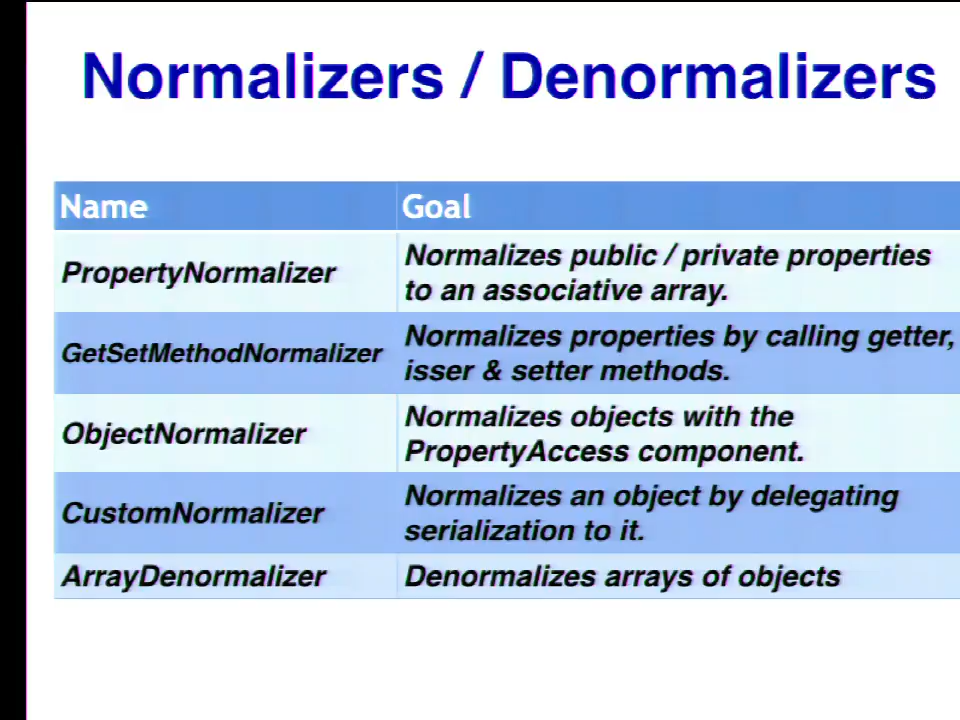 Normalizers / Denormalizers
Name Goal
PropertyNormalizer Normalizes public / private properties
to an associative array.
GetSetMethodNormalizer Normalizes properties by calling getter,
isser & setter methods.
ObjectNormalizer Normalizes objects with the
PropertyAccess component.
CustomNormalizer Normalizes an object by delegating
serialization to it.
ArrayDenormalizer Denormalizes arrays of objects